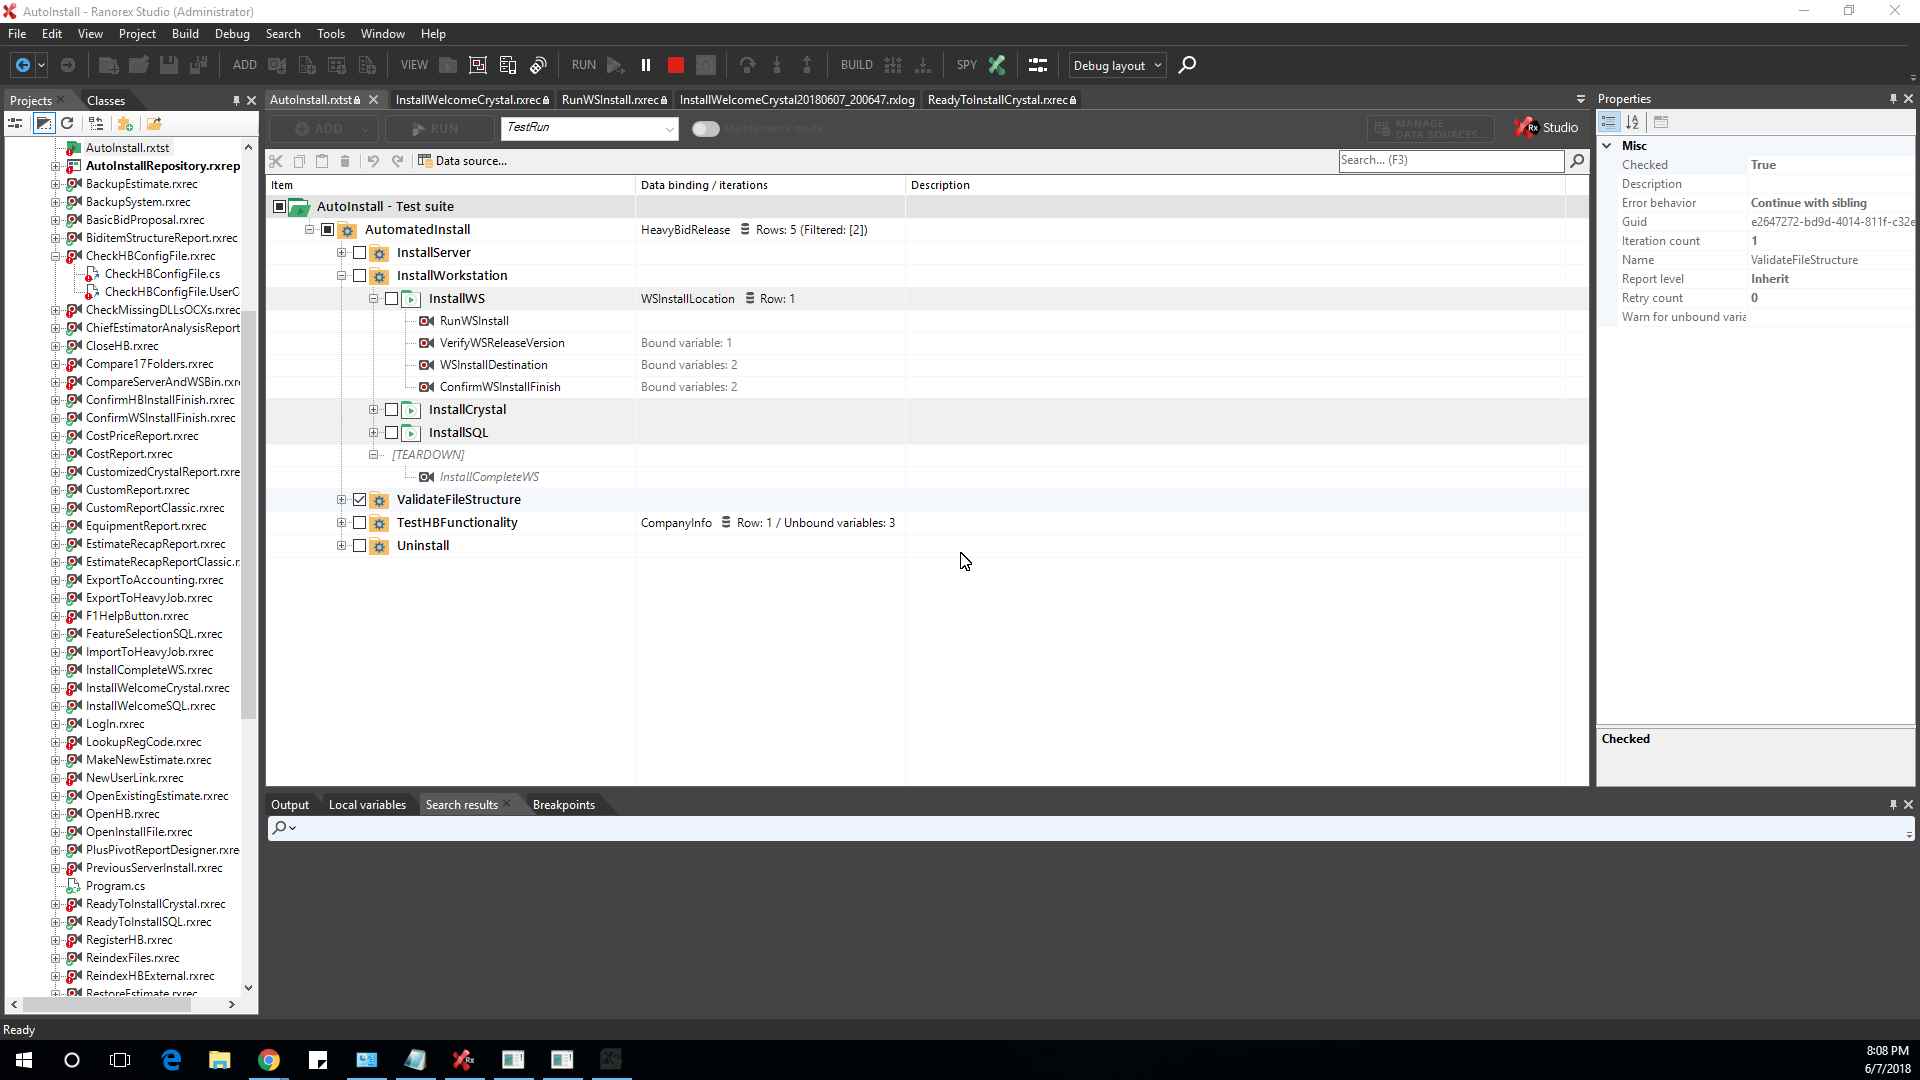 AutoInstall - Ranorex Studio (Administrator)
File Edit View Project Build Debug Search Tools Window Help
ADD VIEW RUN BUILD SPY Debug layout
Projects Classes
AutoInstall.rxtst InstallWelcomeCrystal.rxrec RunWSInstall.rxrec InstallWelcomeCrystal20180607_200647.rxlog ReadyToInstallCrystal.rxrec
ADD RUN TestRun MANAGE DATA SOURCES Rx Studio
Data source... Search... (F3)
Item Data binding / iterations Description
AutoInstall - Test suite
AutomatedInstall HeavyBidRelease Rows: 5 (Filtered: [2])
InstallServer
InstallWorkstation
InstallWS WSInstallLocation Row: 1
RunWSInstall
VerifyWSReleaseVersion Bound variable: 1
WSInstallDestination Bound variables: 2
ConfirmWSInstallFinish Bound variables: 2
InstallCrystal
InstallSQL
[TEARDOWN]
InstallCompleteWS
ValidateFileStructure
TestHBFunctionality CompanyInfo Row: 1 / Unbound variables: 3
Uninstall
AutoInstall.rxtst
AutoInstallRepository.rxrep
BackupEstimate.rxrec
BackupSystem.rxrec
BasicBidProposal.rxrec
BiditemStructureReport.rxrec
CheckHBConfigFile.rxrec
CheckHBConfigFile.cs
CheckHBConfigFile.UserC
CheckMissingDLLsOCXs.rxrec
ChiefEstimatorAnalysisReport
CloseHB.rxrec
Compare17Folders.rxrec
CompareServerAndWSBin.rxr
ConfirmHBInstallFinish.rxrec
ConfirmWSInstallFinish.rxrec
CostPriceReport.rxrec
CostReport.rxrec
CustomizedCrystalReport.rxre
CustomReport.rxrec
CustomReportClassic.rxrec
EquipmentReport.rxrec
EstimateRecapReport.rxrec
EstimateRecapReportClassic.r
ExportToAccounting.rxrec
ExportToHeavyJob.rxrec
F1HelpButton.rxrec
FeatureSelectionSQL.rxrec
ImportToHeavyJob.rxrec
InstallCompleteWS.rxrec
InstallWelcomeCrystal.rxrec
InstallWelcomeSQL.rxrec
LogIn.rxrec
LookupRegCode.rxrec
MakeNewEstimate.rxrec
NewUserLink.rxrec
OpenExistingEstimate.rxrec
OpenHB.rxrec
OpenInstallFile.rxrec
PlusPivotReportDesigner.rxre
PreviousServerInstall.rxrec
Program.cs
ReadyToInstallCrystal.rxrec
ReadyToInstallSQL.rxrec
RegisterHB.rxrec
ReindexFiles.rxrec
ReindexHBExternal.rxrec
RestoreEstimate.rxrec
Properties
Misc
Checked True
Description
Error behavior Continue with sibling
Guid e2647272-bd9d-4014-811f-c32e
Iteration count 1
Name ValidateFileStructure
Report level Inherit
Retry count 0
Warn for unbound varia
Checked
Output Local variables Search results Breakpoints
Ready
8:08 PM
6/7/2018